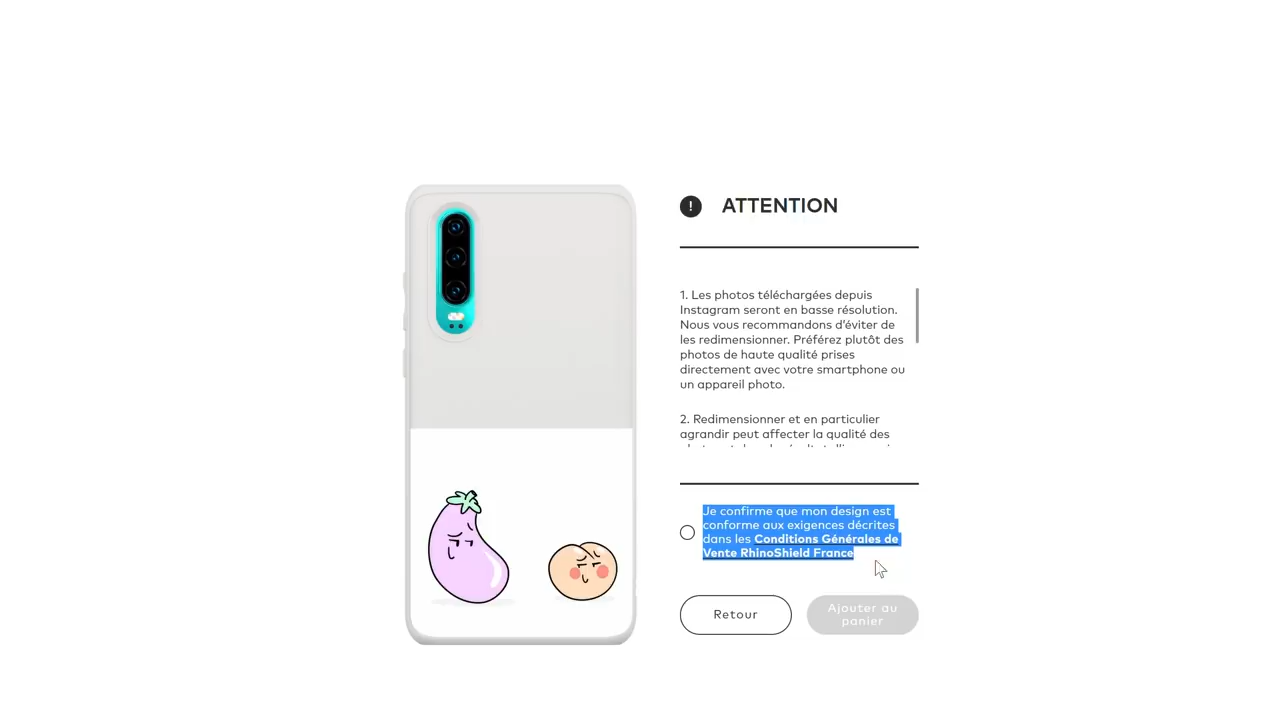 ATTENTION
1. Les photos téléchargées depuis
Instagram seront en basse résolution.
Nous vous recommandons d'éviter de
les redimensionner. Préférez plutôt des
photos de haute qualité prises
directement avec votre smartphone ou
un appareil photo.
2. Redimensionner et en particulier
agrandir peut affecter la qualité des
Je confirme que mon design est
conforme aux exigences décrites
dans les Conditions Générales de
Vente RhinoShield France
Retour
Ajouter au
panier